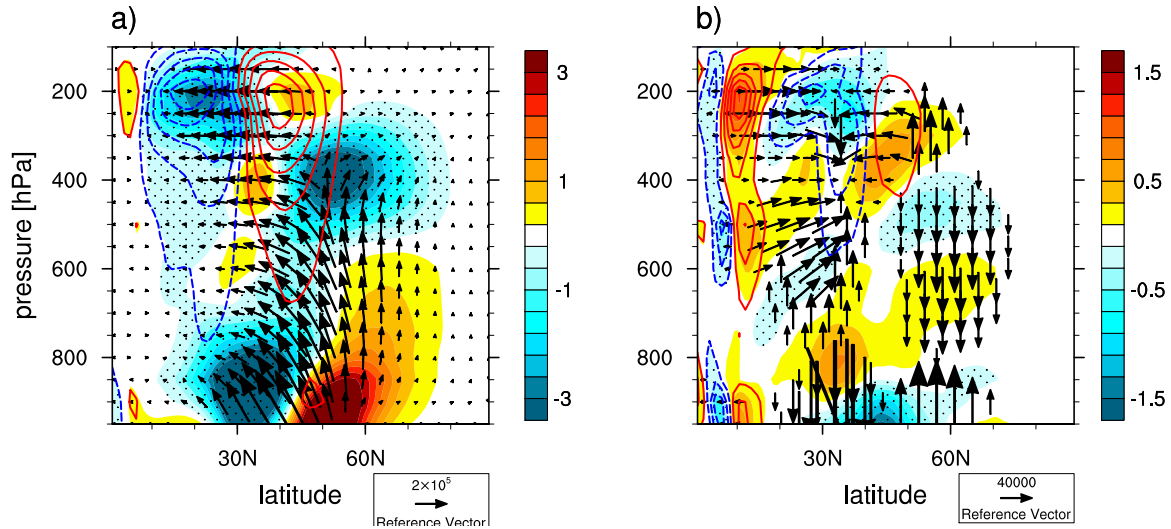 a)
b)
latitude
latitude
pressure [hPa]
200
400
600
800
30N
60N
3
1
-1
-3
2×10⁵
Reference Vector
200
400
600
800
30N
60N
1.5
0.5
-0.5
-1.5
40000
Reference Vector